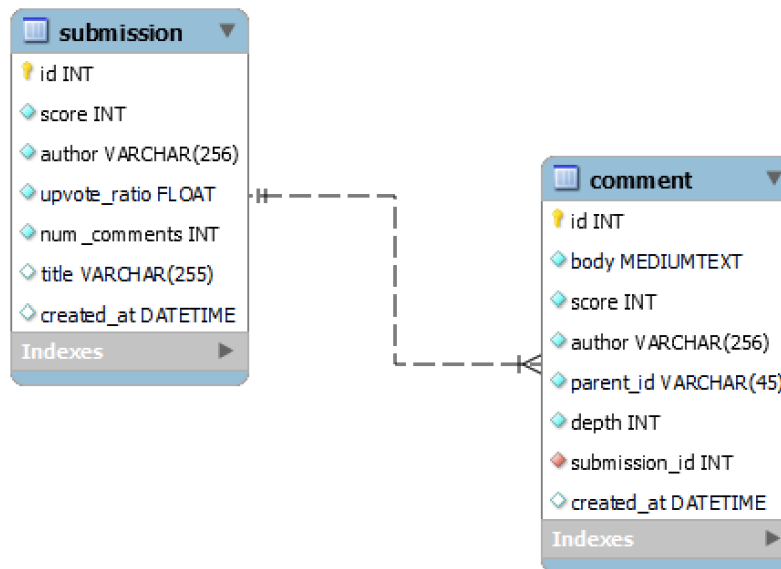 submission
id INT
score INT
author VARCHAR(256)
upvote_ratio FLOAT
num_comments INT
title VARCHAR(255)
created_at DATETIME
Indexes
comment
id INT
body MEDIUMTEXT
score INT
author VARCHAR(256)
parent_id VARCHAR(45)
depth INT
submission_id INT
created_at DATETIME
Indexes